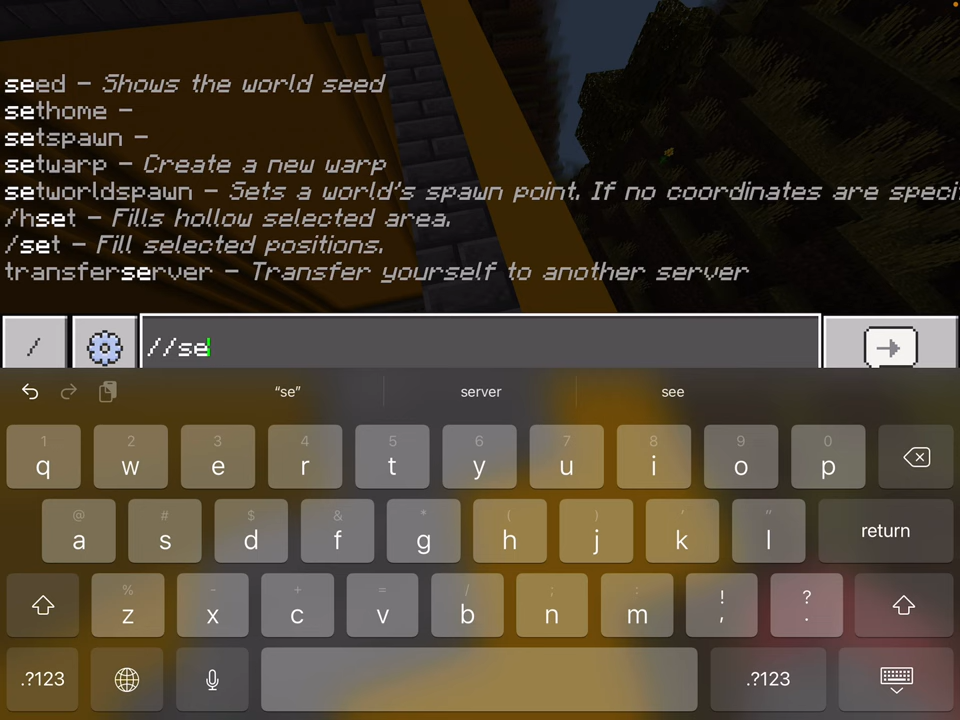 seed - Shows the world seed
sethome -
setspawn -
setwarp - Create a new warp
setworldspawn - Sets a world's spawn point. If no coordinates are speci
/hset - Fills hollow selected area.
/set - Fill selected positions.
transferserver - Transfer yourself to another server
/ //se
“se” server see
1 2 3 4 5 6 7 8 9 0
q w e r t y u i o p
@ # $ & * ( ) ' "
a s d f g h j k l return
% - + = / ; : ! ?
z x c v b n m , .
.?123 .?123